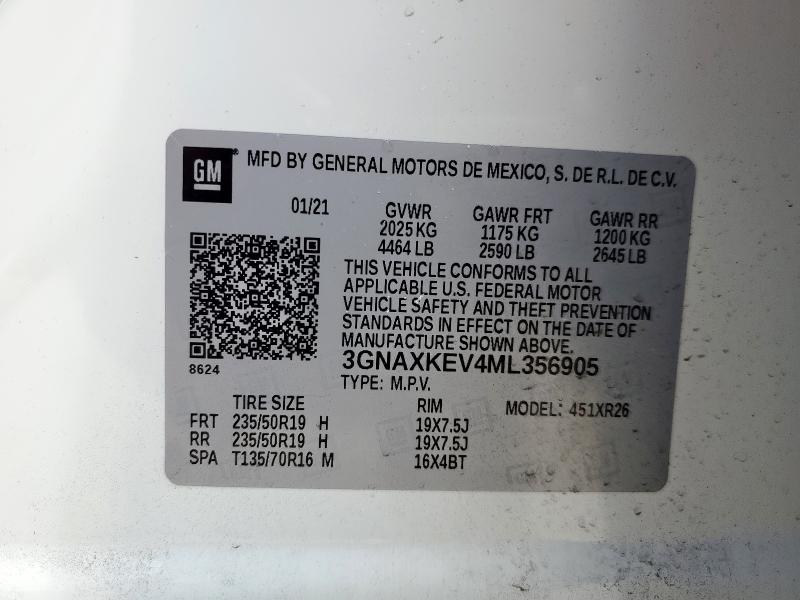 GM ® MFD BY GENERAL MOTORS DE MEXICO, S. DE R.L. DE C.V.
01/21 GVWR GAWR FRT GAWR RR
2025 KG 1175 KG 1200 KG
4464 LB 2590 LB 2645 LB
THIS VEHICLE CONFORMS TO ALL
APPLICABLE U.S. FEDERAL MOTOR
VEHICLE SAFETY AND THEFT PREVENTION
STANDARDS IN EFFECT ON THE DATE OF
MANUFACTURE SHOWN ABOVE.
8624 3GNAXKEV4ML356905
TYPE: M.P.V.
TIRE SIZE RIM MODEL: 451XR26
FRT 235/50R19 H 19X7.5J
RR 235/50R19 H 19X7.5J
SPA T135/70R16 M 16X4BT